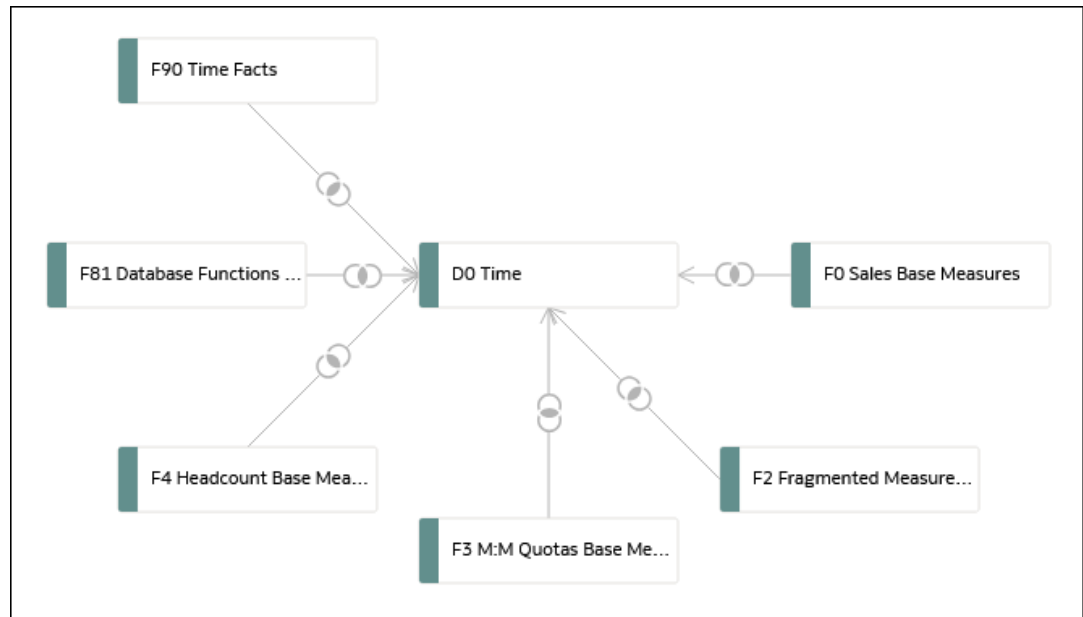 F90 Time Facts
F81 Database Functions ...
D0 Time
F0 Sales Base Measures
F4 Headcount Base Mea...
F2 Fragmented Measure...
F3 M:M Quotas Base Me...